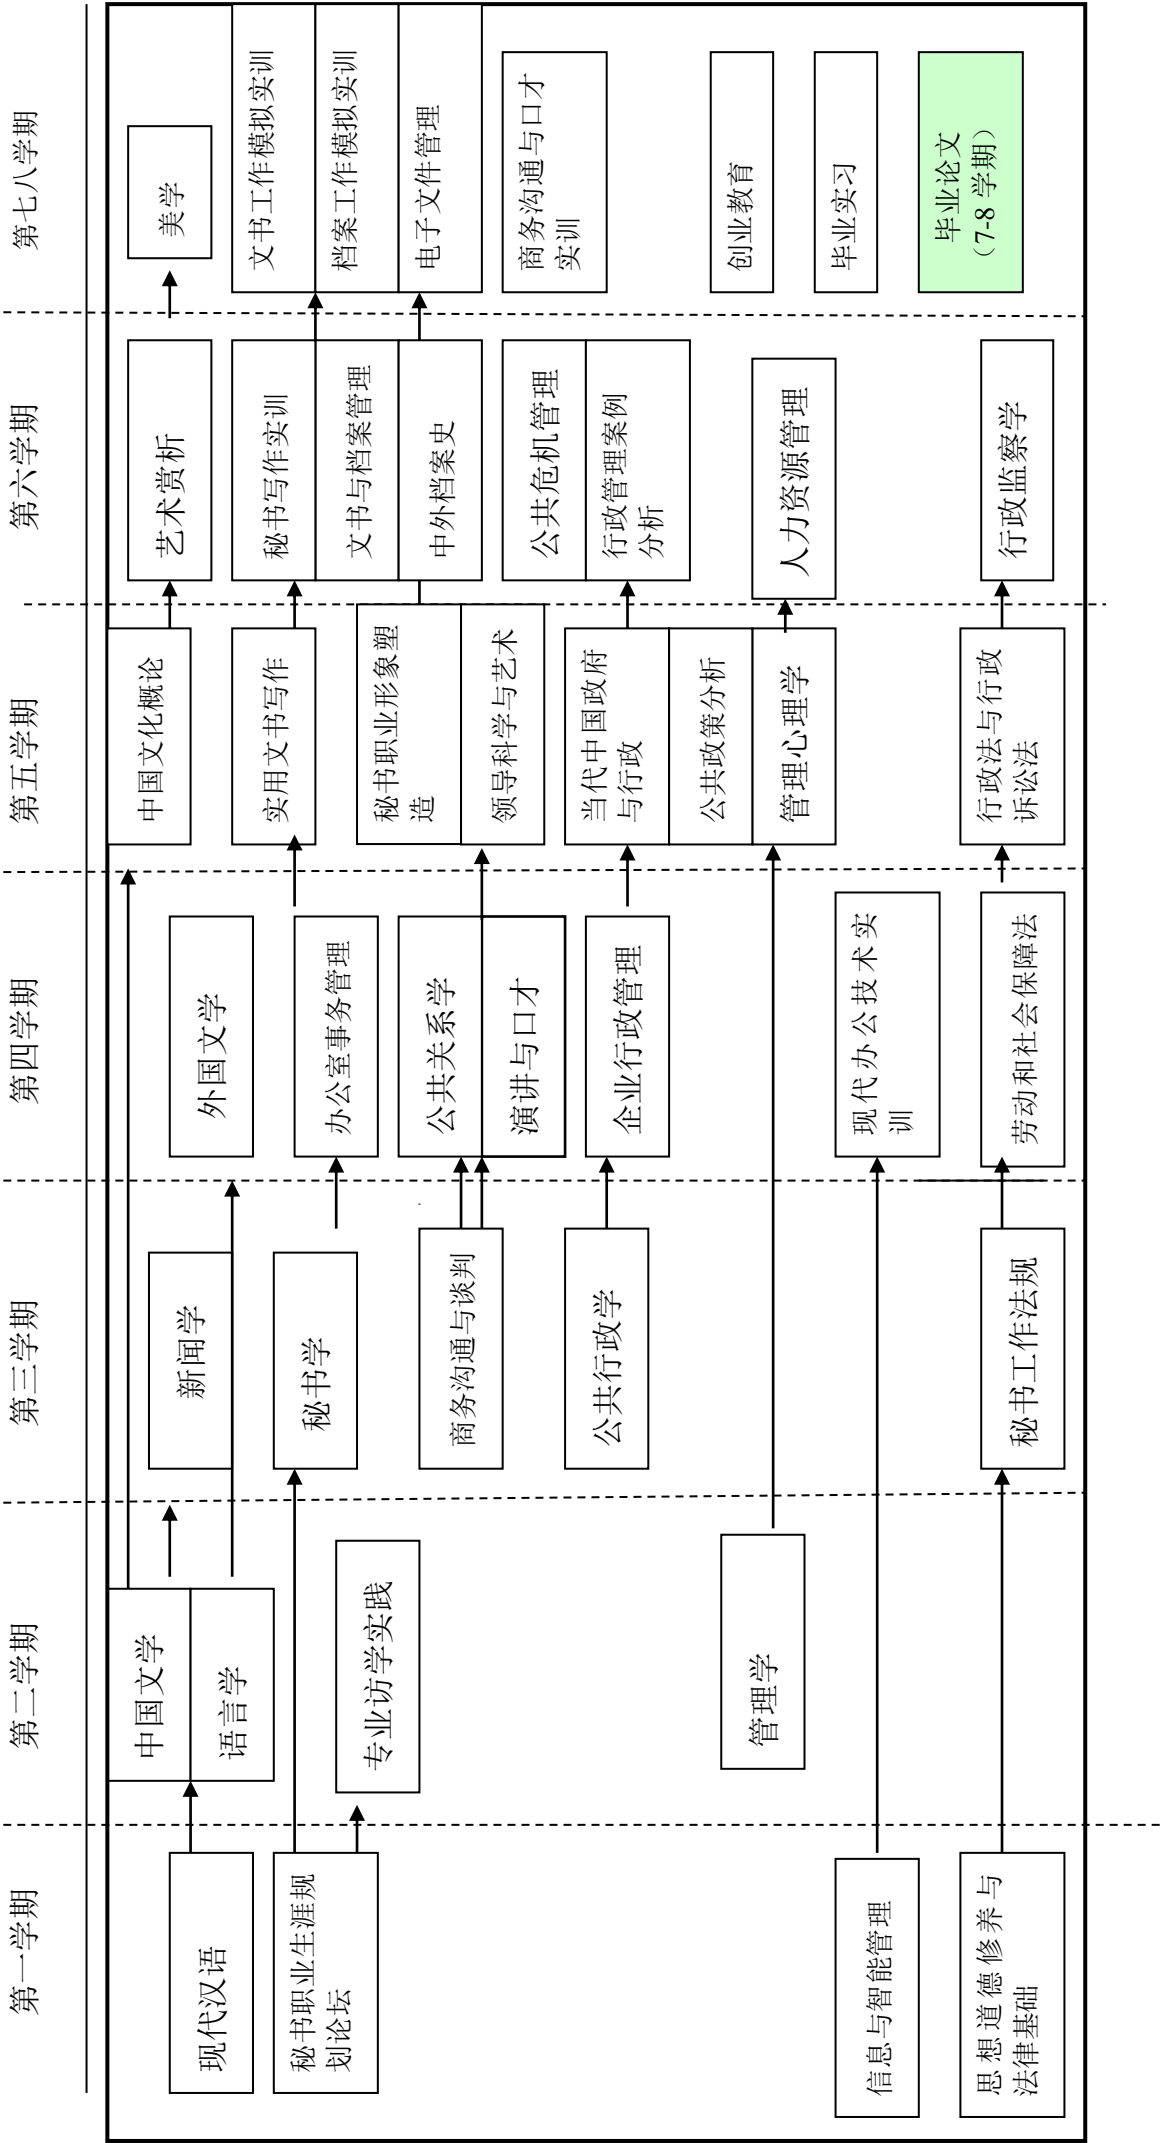 第一学期
第二学期
第三学期
第四学期
第五学期
第六学期
第七八学期
现代汉语
秘书职业生涯规
划论坛
信息与智能管理
思想道德修养与
法律基础
中国文学
语言学
专业访学实践
管理学
新闻学
秘书学
商务沟通与谈判
公共行政学
秘书工作法规
外国文学
办公室事务管理
公共关系学
演讲与口才
企业行政管理
现代办公技术实
训
劳动和社会保障法
中国文化概论
实用文书写作
秘书职业形象塑
造
领导科学与艺术
当代中国政府
与行政
公共政策分析
管理心理学
行政法与行政
诉讼法
艺术赏析
秘书写作实训
文书与档案管理
中外档案史
公共危机管理
行政管理案例
分析
人力资源管理
行政监察学
美学
文书工作模拟实训
档案工作模拟实训
电子文件管理
商务沟通与口才
实训
创业教育
毕业实习
毕业论文
（7-8 学期）